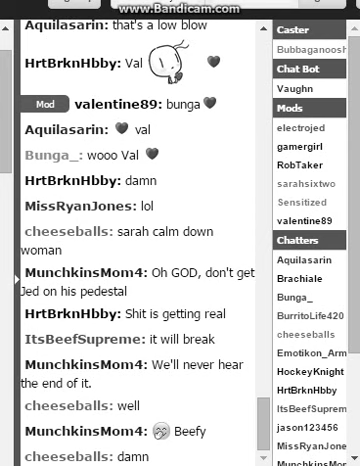 www.Bandicam.com
Aquilasarin: that's a low blow
HrtBrknHbby: Val
Mod valentine89: bunga
Aquilasarin: val
Bunga_: wooo Val
HrtBrknHbby: damn
MissRyanJones: lol
cheeseballs: sarah calm down
woman
MunchkinsMom4: Oh GOD, don't get
Jed on his pedestal
HrtBrknHbby: Shit is getting real
ItsBeefSupreme: it will break
MunchkinsMom4: We'll never hear
the end of it.
cheeseballs: well
MunchkinsMom4: Beefy
cheeseballs: damn
Caster
Bubbaganoosh
Chat Bot
Vaughn
Mods
electrojed
gamergirl
RobTaker
sarahsixtwo
Sensitized
valentine89
Chatters
Aquilasarin
Brachiale
Bunga_
BurritoLife420
cheeseballs
Emotikon_Arm
HockeyKnight
HrtBrknHbby
ItsBeefSuprem
jason123456
MissRyanJone
MunchkinsMom